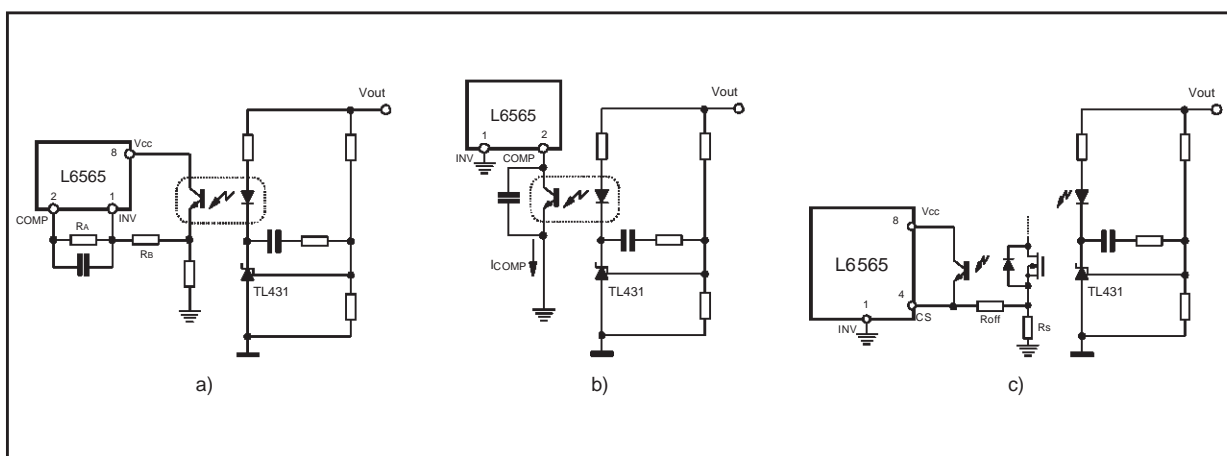 Vout
Vcc
8
L6565
2
1
COMP
INV
RA
RB
TL431
a)
Vout
L6565
1
2
INV
COMP
ICOMP
TL431
b)
Vout
8
Vcc
L6565
1
4
INV
CS
Roff
Rs
TL431
c)